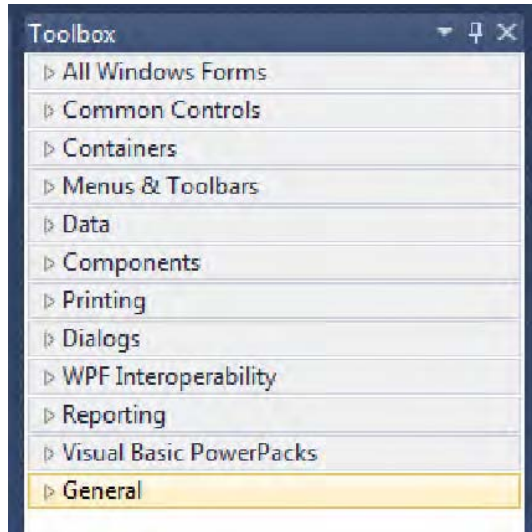 Toolbox
All Windows Forms
Common Controls
Containers
Menus & Toolbars
Data
Components
Printing
Dialogs
WPF Interoperability
Reporting
Visual Basic PowerPacks
General